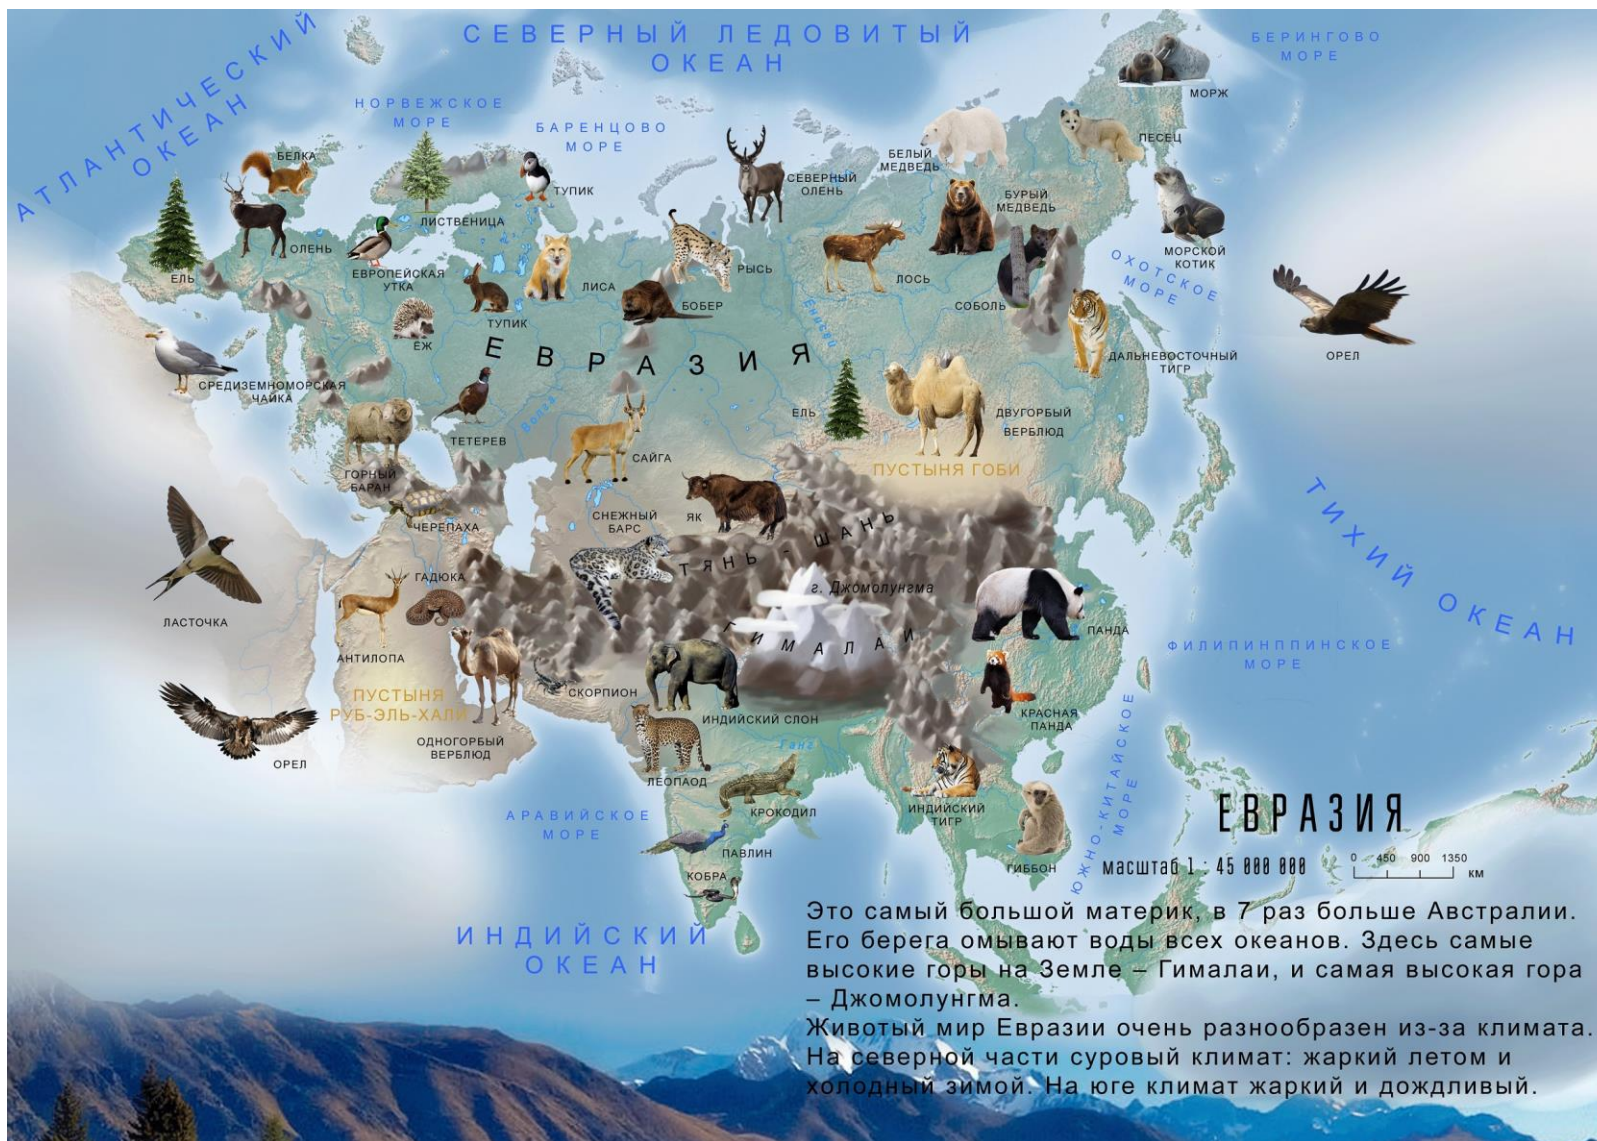 СЕВЕРНЫЙ ЛЕДОВИТЫЙ
ОКЕАН
АТЛАНТИЧЕСКИЙ
ОКЕАН
БЕРИНГОВО
МОРЕ
НОРВЕЖСКОЕ
МОРЕ
БАРЕНЦОВО
МОРЕ
МОРЖ
ПЕСЕЦ
БЕЛКА
БЕЛЫЙ
МЕДВЕДЬ
ТУПИК
СЕВЕРНЫЙ
ОЛЕНЬ
БУРЫЙ
МЕДВЕДЬ
ЛИСТВЕНИЦА
ОЛЕНЬ
МОРСКОЙ
КОТИК
ОХОТСКОЕ
МОРЕ
ЕЛЬ
ЕВРОПЕЙСКАЯ
УТКА
ЛИСА
РЫСЬ
ЛОСЬ
БОБЕР
СОБОЛЬ
Енисей
ТУПИК
ЕЖ
ЕВРАЗИЯ
ДАЛЬНЕВОСТОЧНЫЙ
ТИГР
ОРЕЛ
СРЕДИЗЕМНОМОРСКАЯ
ЧАЙКА
Волга
ТЕТЕРЕВ
ЕЛЬ
ДВУГОРБЫЙ
ВЕРБЛЮД
САЙГА
ПУСТЫНЯ ГОБИ
ГОРНЫЙ
БАРАН
ЧЕРЕПАХА
СНЕЖНЫЙ
БАРС
ЯК
ТЯНЬ - ШАНЬ
ТИХИЙ ОКЕАН
ГАДЮКА
г. Джомолунгма
ЛАСТОЧКА
ПАНДА
ГИМАЛАИ
ФИЛИПИНППИНСКОЕ
МОРЕ
АНТИЛОПА
ПУСТЫНЯ
РУБ-ЭЛЬ-ХАЛИ
СКОРПИОН
ИНДИЙСКИЙ СЛОН
КРАСНАЯ
ПАНДА
ОДНОГОРБЫЙ
ВЕРБЛЮД
Ганг
ОРЕЛ
ЛЕОПАОД
ЮЖНО-КИТАЙСКОЕ
МОРЕ
АРАВИЙСКОЕ
МОРЕ
КРОКОДИЛ
ИНДИЙСКИЙ
ТИГР
ПАВЛИН
ГИББОН
КОБРА
ИНДИЙСКИЙ
ОКЕАН
ЕВРАЗИЯ
масштаб 1 : 45 000 000
0 450 900 1350
км
Это самый большой материк, в 7 раз больше Австралии.
Его берега омывают воды всех океанов. Здесь самые
высокие горы на Земле – Гималаи, и самая высокая гора
– Джомолунгма.
Животый мир Евразии очень разнообразен из-за климата.
На северной части суровый климат: жаркий летом и
холодный зимой. На юге климат жаркий и дождливый.